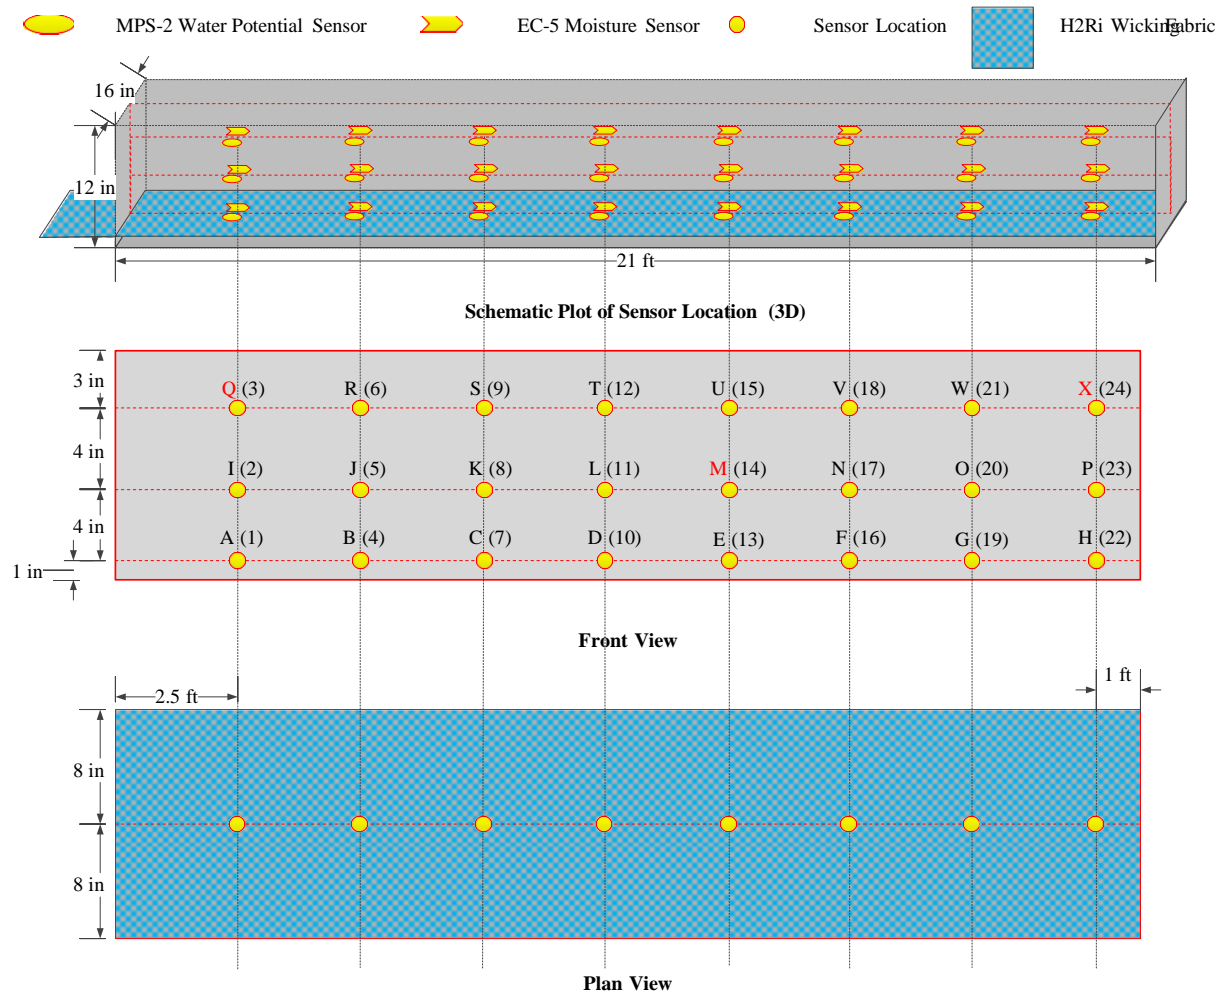 MPS-2 Water Potential Sensor EC-5 Moisture Sensor Sensor Location H2Ri Wicking Fabric
16 in
12 in
21 ft
Schematic Plot of Sensor Location (3D)
3 in Q (3) R (6) S (9) T (12) U (15) V (18) W (21) X (24)
4 in I (2) J (5) K (8) L (11) M (14) N (17) O (20) P (23)
4 in A (1) B (4) C (7) D (10) E (13) F (16) G (19) H (22)
1 in
Front View
2.5 ft 1 ft
8 in
8 in
Plan View